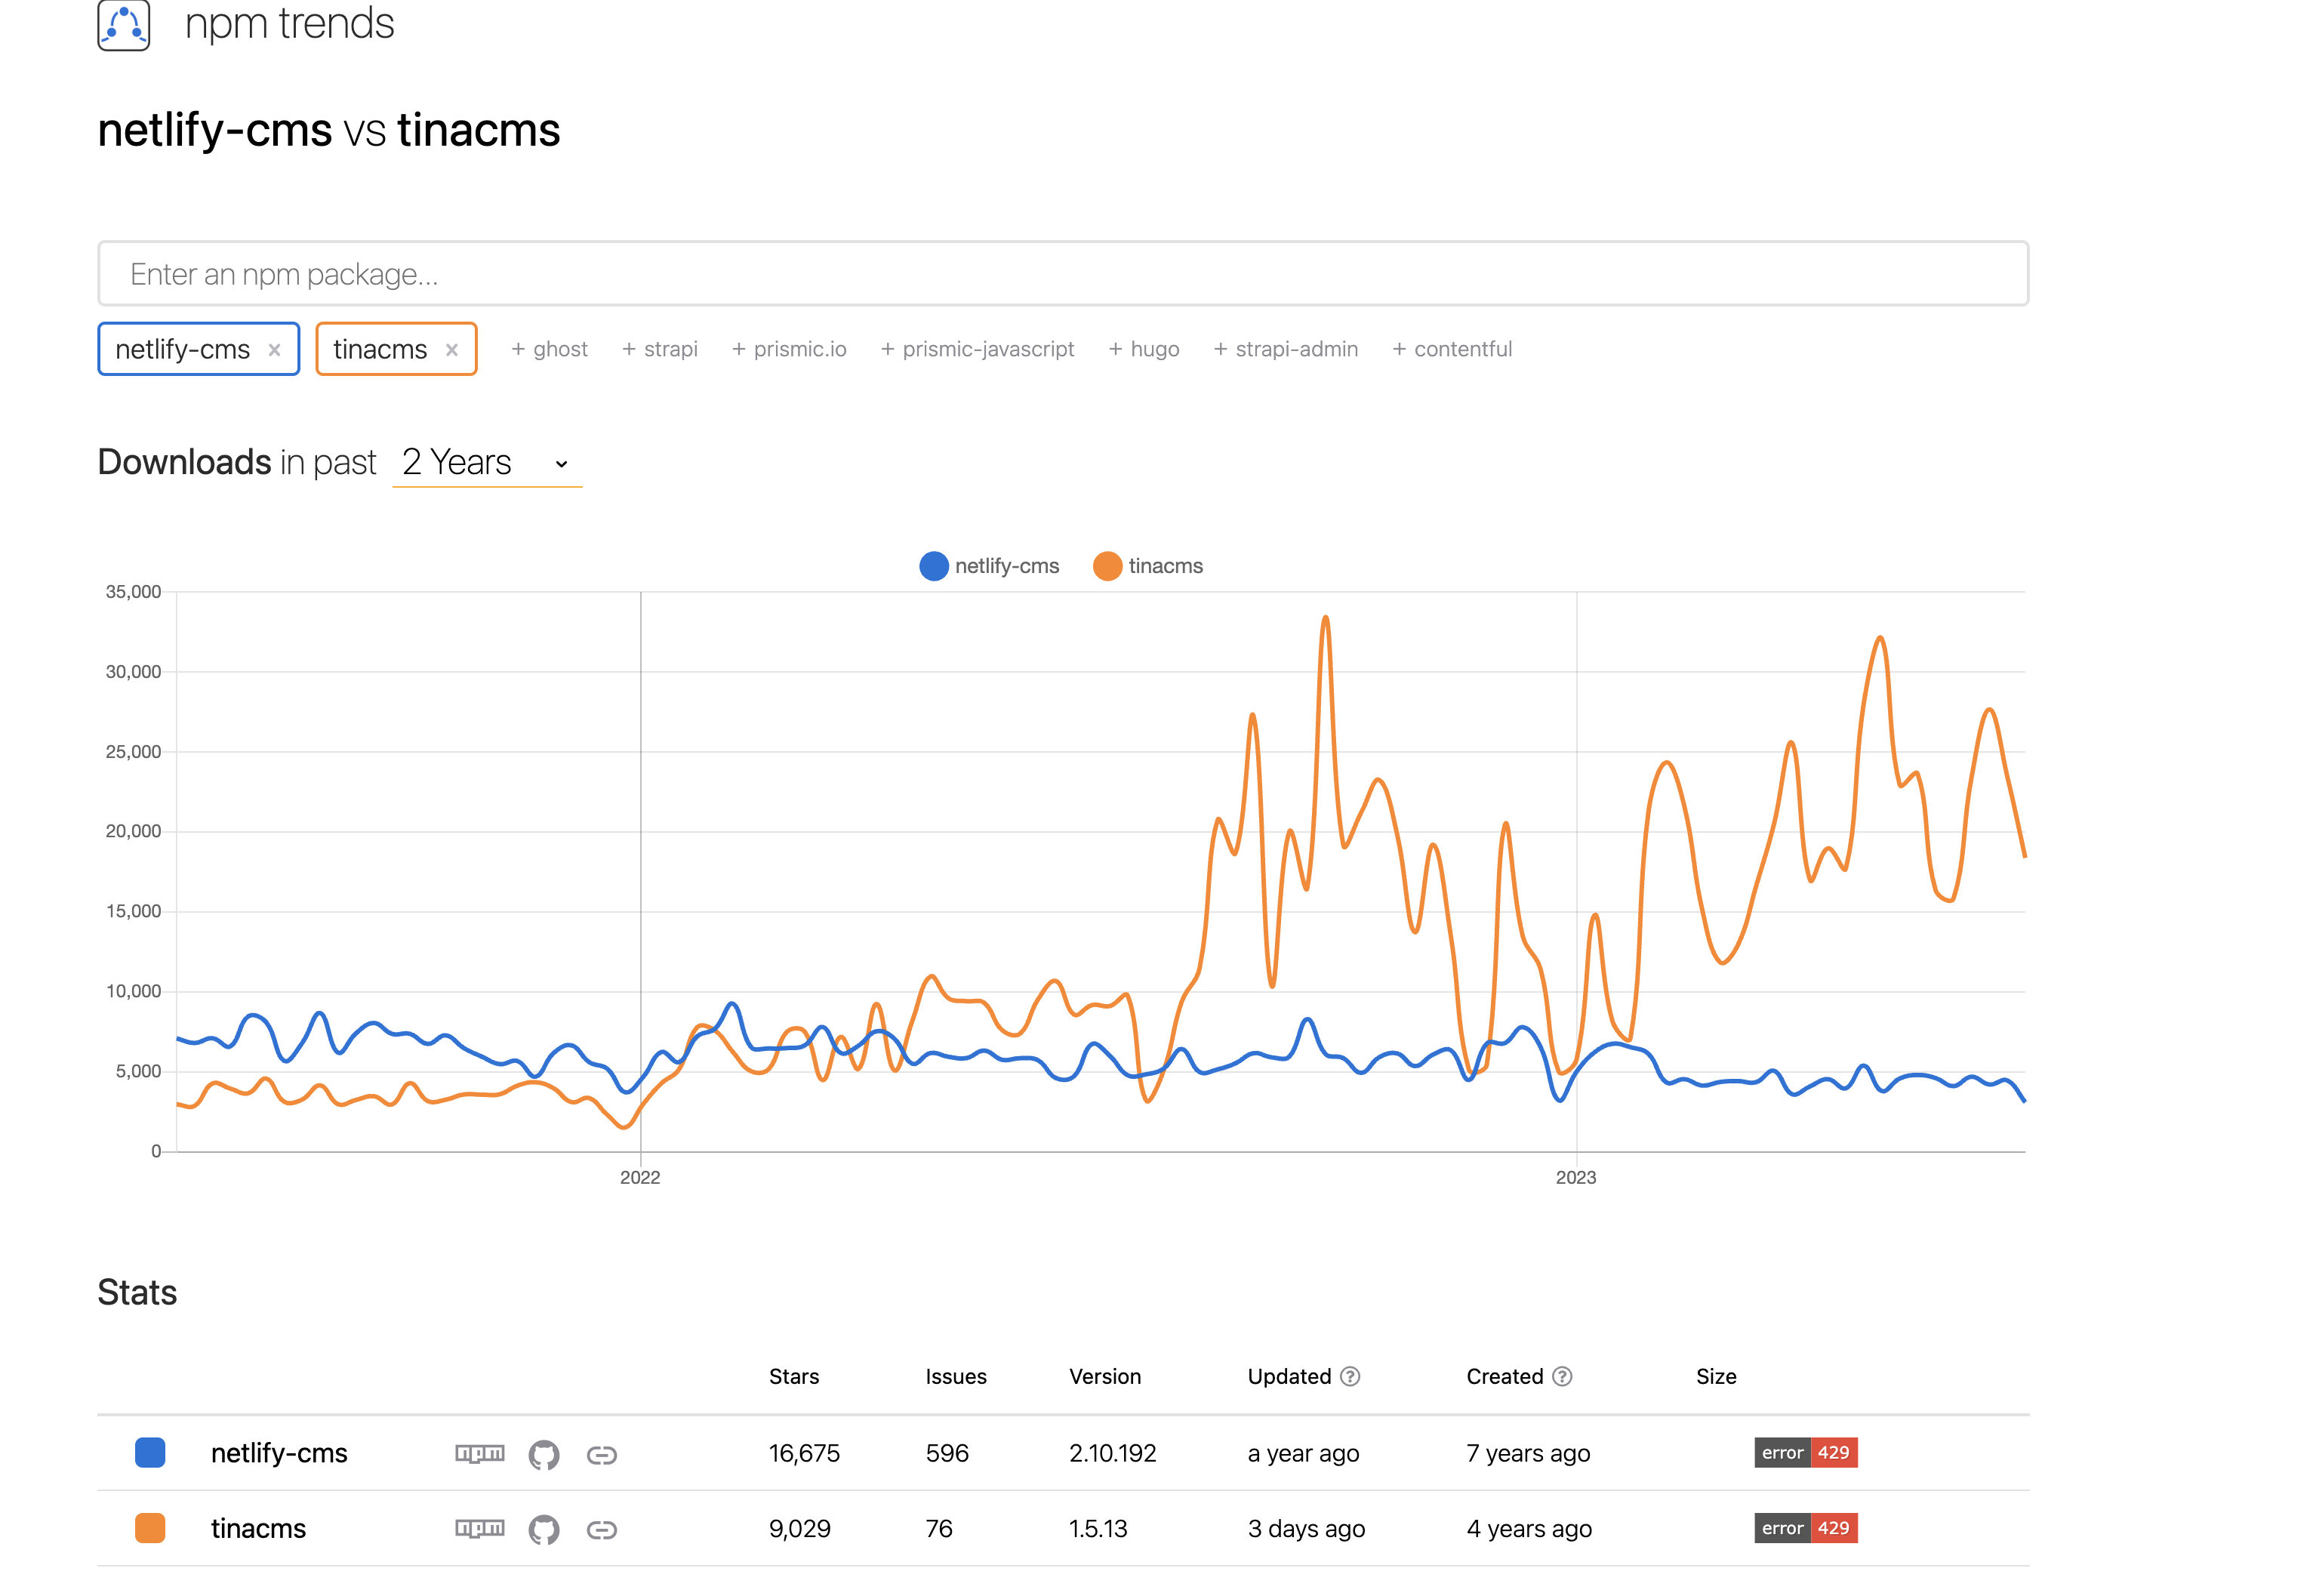 npm trends
netlify-cms vs tinacms
Enter an npm package...
netlify-cms × tinacms × + ghost + strapi + prismic.io + prismic-javascript + hugo + strapi-admin + contentful
Downloads in past 2 Years
netlify-cms tinacms
35,000
30,000
25,000
20,000
15,000
10,000
5,000
0
2022 2023
Stats
Stars Issues Version Updated ? Created ? Size
netlify-cms npm 16,675 596 2.10.192 a year ago 7 years ago error 429
tinacms npm 9,029 76 1.5.13 3 days ago 4 years ago error 429